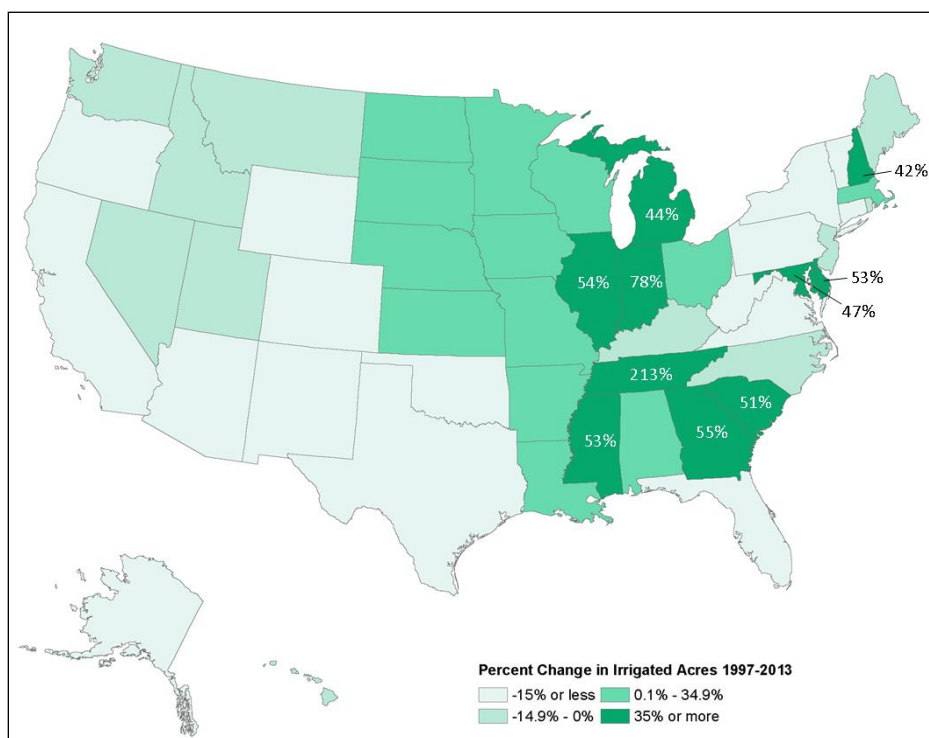 42%
44%
54%
78%
53%
47%
213%
51%
53%
55%
Percent Change in Irrigated Acres 1997-2013
-15% or less
0.1% - 34.9%
-14.9% - 0%
35% or more